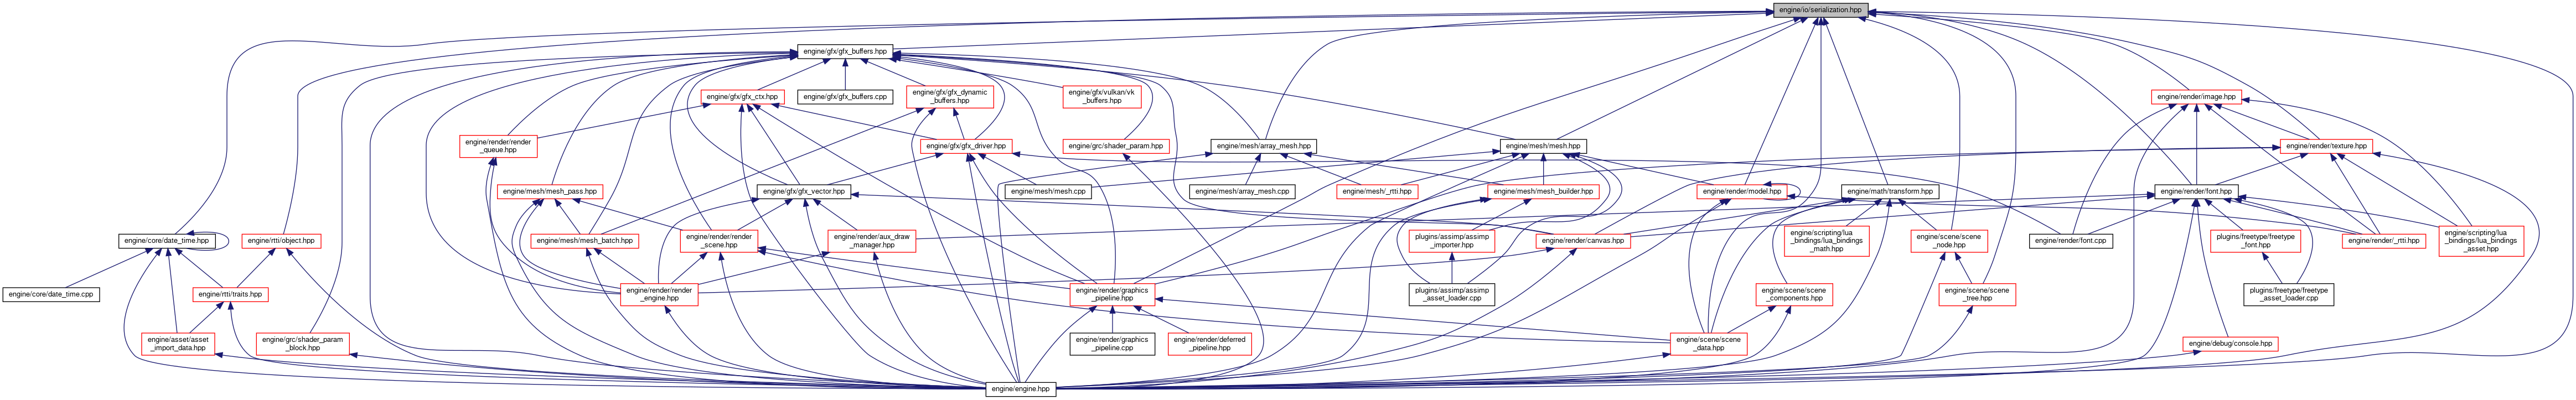 engine/io/serialization.hpp
engine/gfx/gfx_buffers.hpp
engine/gfx/gfx_ctx.hpp
engine/gfx/gfx_buffers.cpp
engine/gfx/gfx_dynamic
_buffers.hpp
engine/gfx/vulkan/vk
_buffers.hpp
engine/render/image.hpp
engine/render/render
_queue.hpp
engine/gfx/gfx_driver.hpp
engine/grc/shader_param.hpp
engine/mesh/array_mesh.hpp
engine/mesh/mesh.hpp
engine/render/texture.hpp
engine/mesh/mesh_pass.hpp
engine/gfx/gfx_vector.hpp
engine/mesh/mesh.cpp
engine/mesh/array_mesh.cpp
engine/mesh/_rtti.hpp
engine/mesh/mesh_builder.hpp
engine/render/model.hpp
engine/math/transform.hpp
engine/render/font.hpp
engine/core/date_time.hpp
engine/rtti/object.hpp
engine/mesh/mesh_batch.hpp
engine/render/render
_scene.hpp
engine/render/aux_draw
_manager.hpp
plugins/assimp/assimp
_importer.hpp
engine/render/canvas.hpp
engine/scripting/lua
_bindings/lua_bindings
_math.hpp
engine/scene/scene
_node.hpp
engine/render/font.cpp
plugins/freetype/freetype
_font.hpp
engine/render/_rtti.hpp
engine/scripting/lua
_bindings/lua_bindings
_asset.hpp
engine/core/date_time.cpp
engine/rtti/traits.hpp
engine/render/render
_engine.hpp
engine/render/graphics
_pipeline.hpp
plugins/assimp/assimp
_asset_loader.cpp
engine/scene/scene
_components.hpp
engine/scene/scene
_tree.hpp
plugins/freetype/freetype
_asset_loader.cpp
engine/asset/asset
_import_data.hpp
engine/grc/shader_param
_block.hpp
engine/render/graphics
_pipeline.cpp
engine/render/deferred
_pipeline.hpp
engine/scene/scene
_data.hpp
engine/debug/console.hpp
engine/engine.hpp